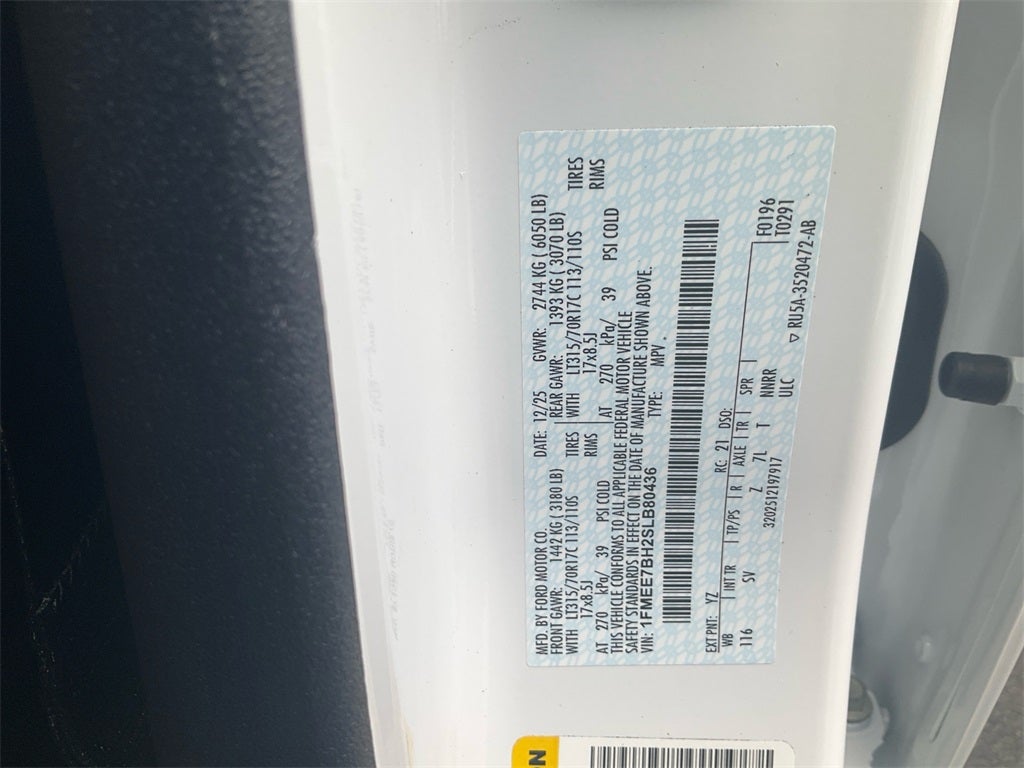 MFD. BY FORD MOTOR CO. DATE: 12/25 GVWR: 2744 KG ( 6050 LB)
FRONT GAWR: 1442 KG ( 3180 LB) REAR GAWR: 1393 KG ( 3070 LB)
WITH LT315/70R17C 113/110S TIRES WITH LT315/70R17C 113/110S TIRES
17x8.5J RIMS 17x8.5J RIMS
AT 270 kPa/ 39 PSI COLD AT 270 kPa/ 39 PSI COLD
THIS VEHICLE CONFORMS TO ALL APPLICABLE FEDERAL MOTOR VEHICLE
SAFETY STANDARDS IN EFFECT ON THE DATE OF MANUFACTURE SHOWN ABOVE.
VIN: 1FMEE7BH2SLB80436 TYPE: MPV .
EXT PNT: YZ RC: 21 DSO: F0196
WB INT TR TP/PS R AXLE TR SPR T0291
116 SV Z 7L T NNRR
3202512197917 ULC
RU5A-3520472-AB
ON